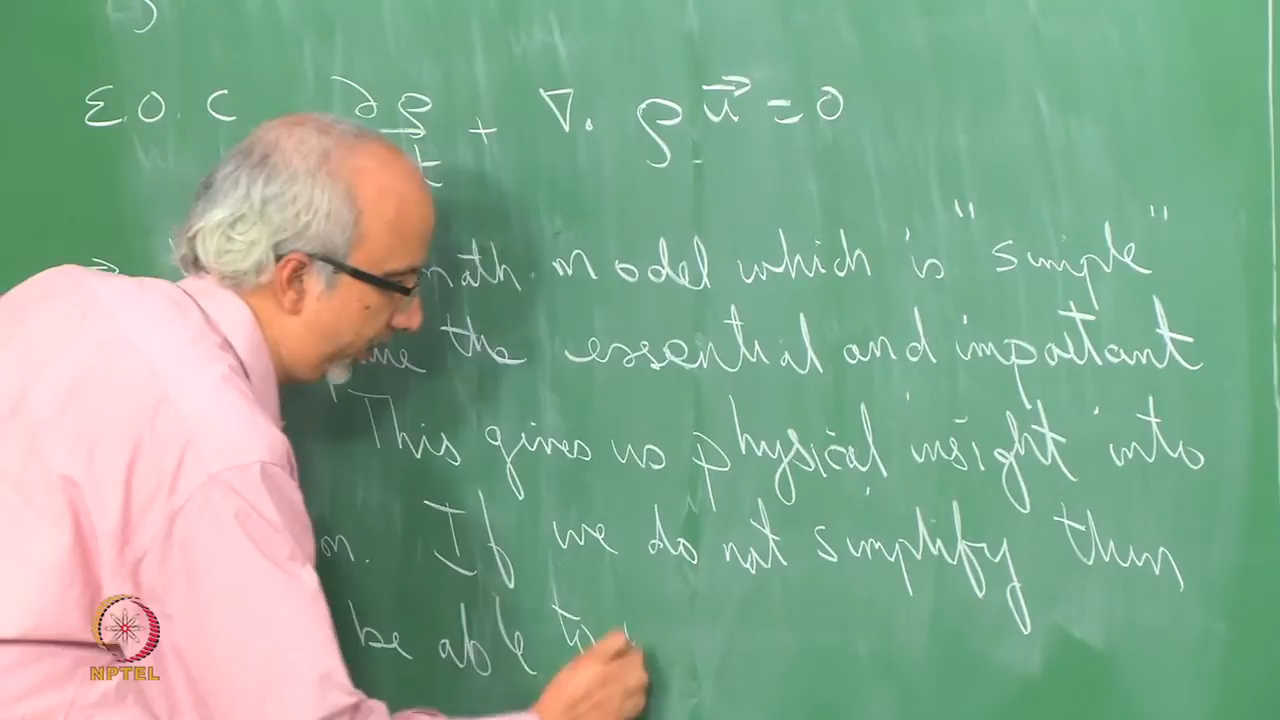 E.O.C ∂ρ/∂t + ∇. ρ u⃗ = 0
math model which is "simple"
the essential and important
This gives us physical insight into
If we do not simplify then
be able to
NPTEL